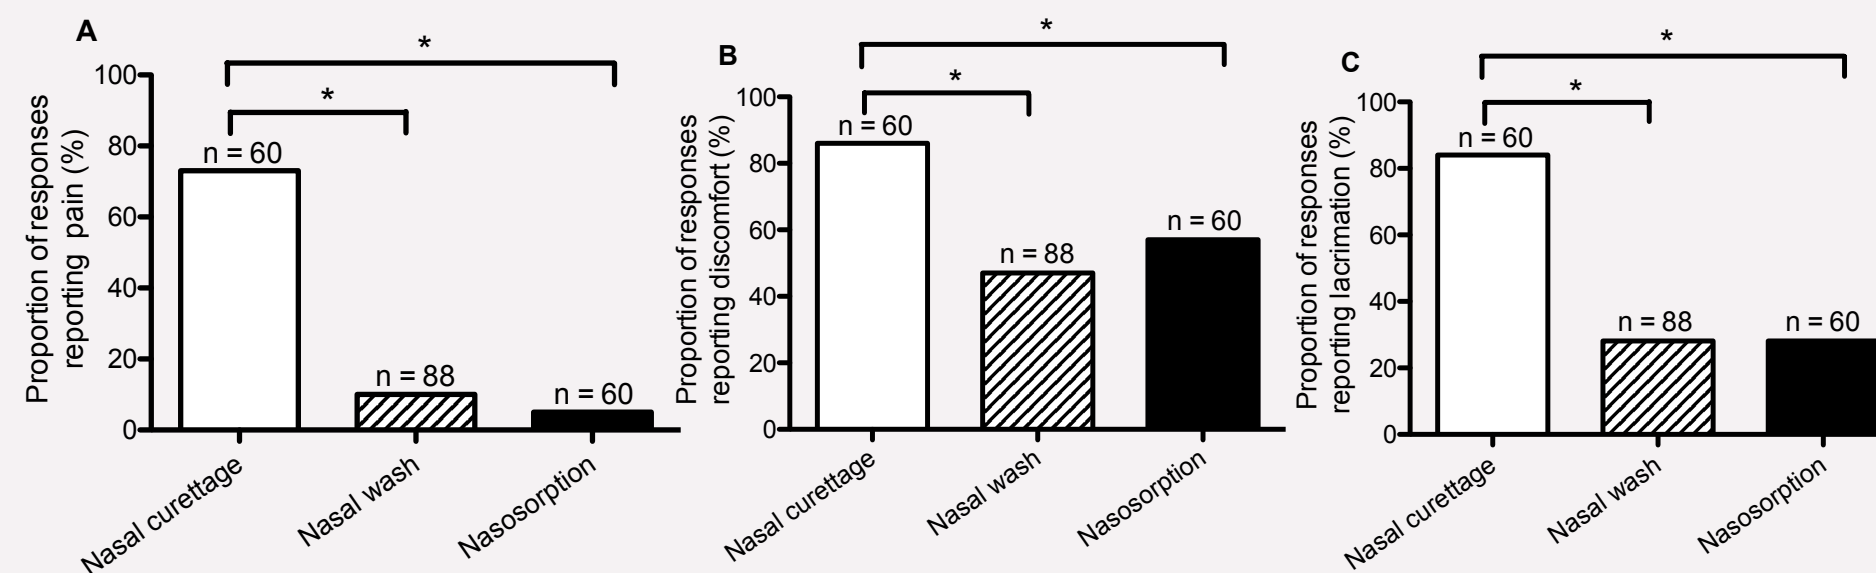 A
*
*
Proportion of responses
reporting pain (%)
100
80
60
40
20
0
n = 60
n = 88
n = 60
Nasal curettage
Nasal wash
Nasosorption
B
*
*
Proportion of responses
reporting discomfort (%)
100
80
60
40
20
0
n = 60
n = 88
n = 60
Nasal curettage
Nasal wash
Nasosorption
C
*
*
Proportion of responses
reporting lacrimation (%)
100
80
60
40
20
0
n = 60
n = 88
n = 60
Nasal curettage
Nasal wash
Nasosorption